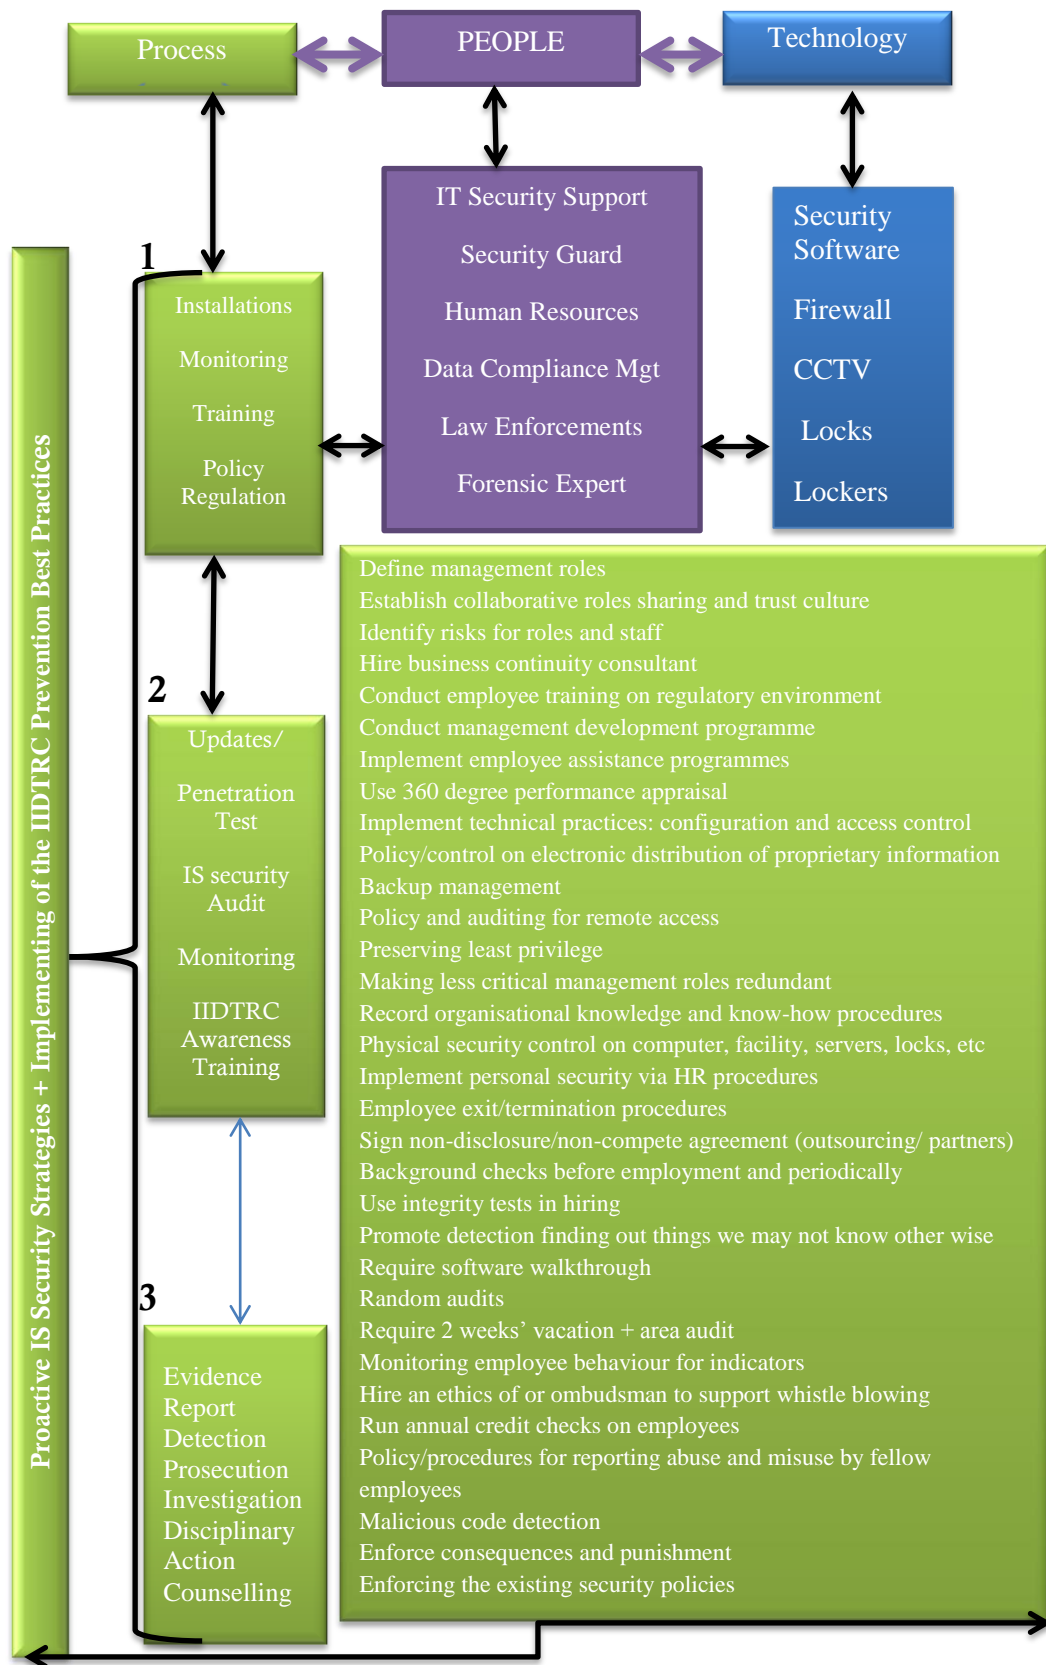 Process
PEOPLE
Technology
IT Security Support
Security Guard
Human Resources
Data Compliance Mgt
Law Enforcements
Forensic Expert
Security
Software
Firewall
CCTV
Locks
Lockers
Proactive IS Security Strategies + Implementing of the IIDTRC Prevention Best Practices
1
Installations
Monitoring
Training
Policy
Regulation
2
Updates/
Penetration
Test
IS security
Audit
Monitoring
IIDTRC
Awareness
Training
3
Evidence
Report
Detection
Prosecution
Investigation
Disciplinary
Action
Counselling
Define management roles
Establish collaborative roles sharing and trust culture
Identify risks for roles and staff
Hire business continuity consultant
Conduct employee training on regulatory environment
Conduct management development programme
Implement employee assistance programmes
Use 360 degree performance appraisal
Implement technical practices: configuration and access control
Policy/control on electronic distribution of proprietary information
Backup management
Policy and auditing for remote access
Preserving least privilege
Making less critical management roles redundant
Record organisational knowledge and know-how procedures
Physical security control on computer, facility, servers, locks, etc
Implement personal security via HR procedures
Employee exit/termination procedures
Sign non-disclosure/non-compete agreement (outsourcing/ partners)
Background checks before employment and periodically
Use integrity tests in hiring
Promote detection finding out things we may not know other wise
Require software walkthrough
Random audits
Require 2 weeks’ vacation + area audit
Monitoring employee behaviour for indicators
Hire an ethics of or ombudsman to support whistle blowing
Run annual credit checks on employees
Policy/procedures for reporting abuse and misuse by fellow
employees
Malicious code detection
Enforce consequences and punishment
Enforcing the existing security policies